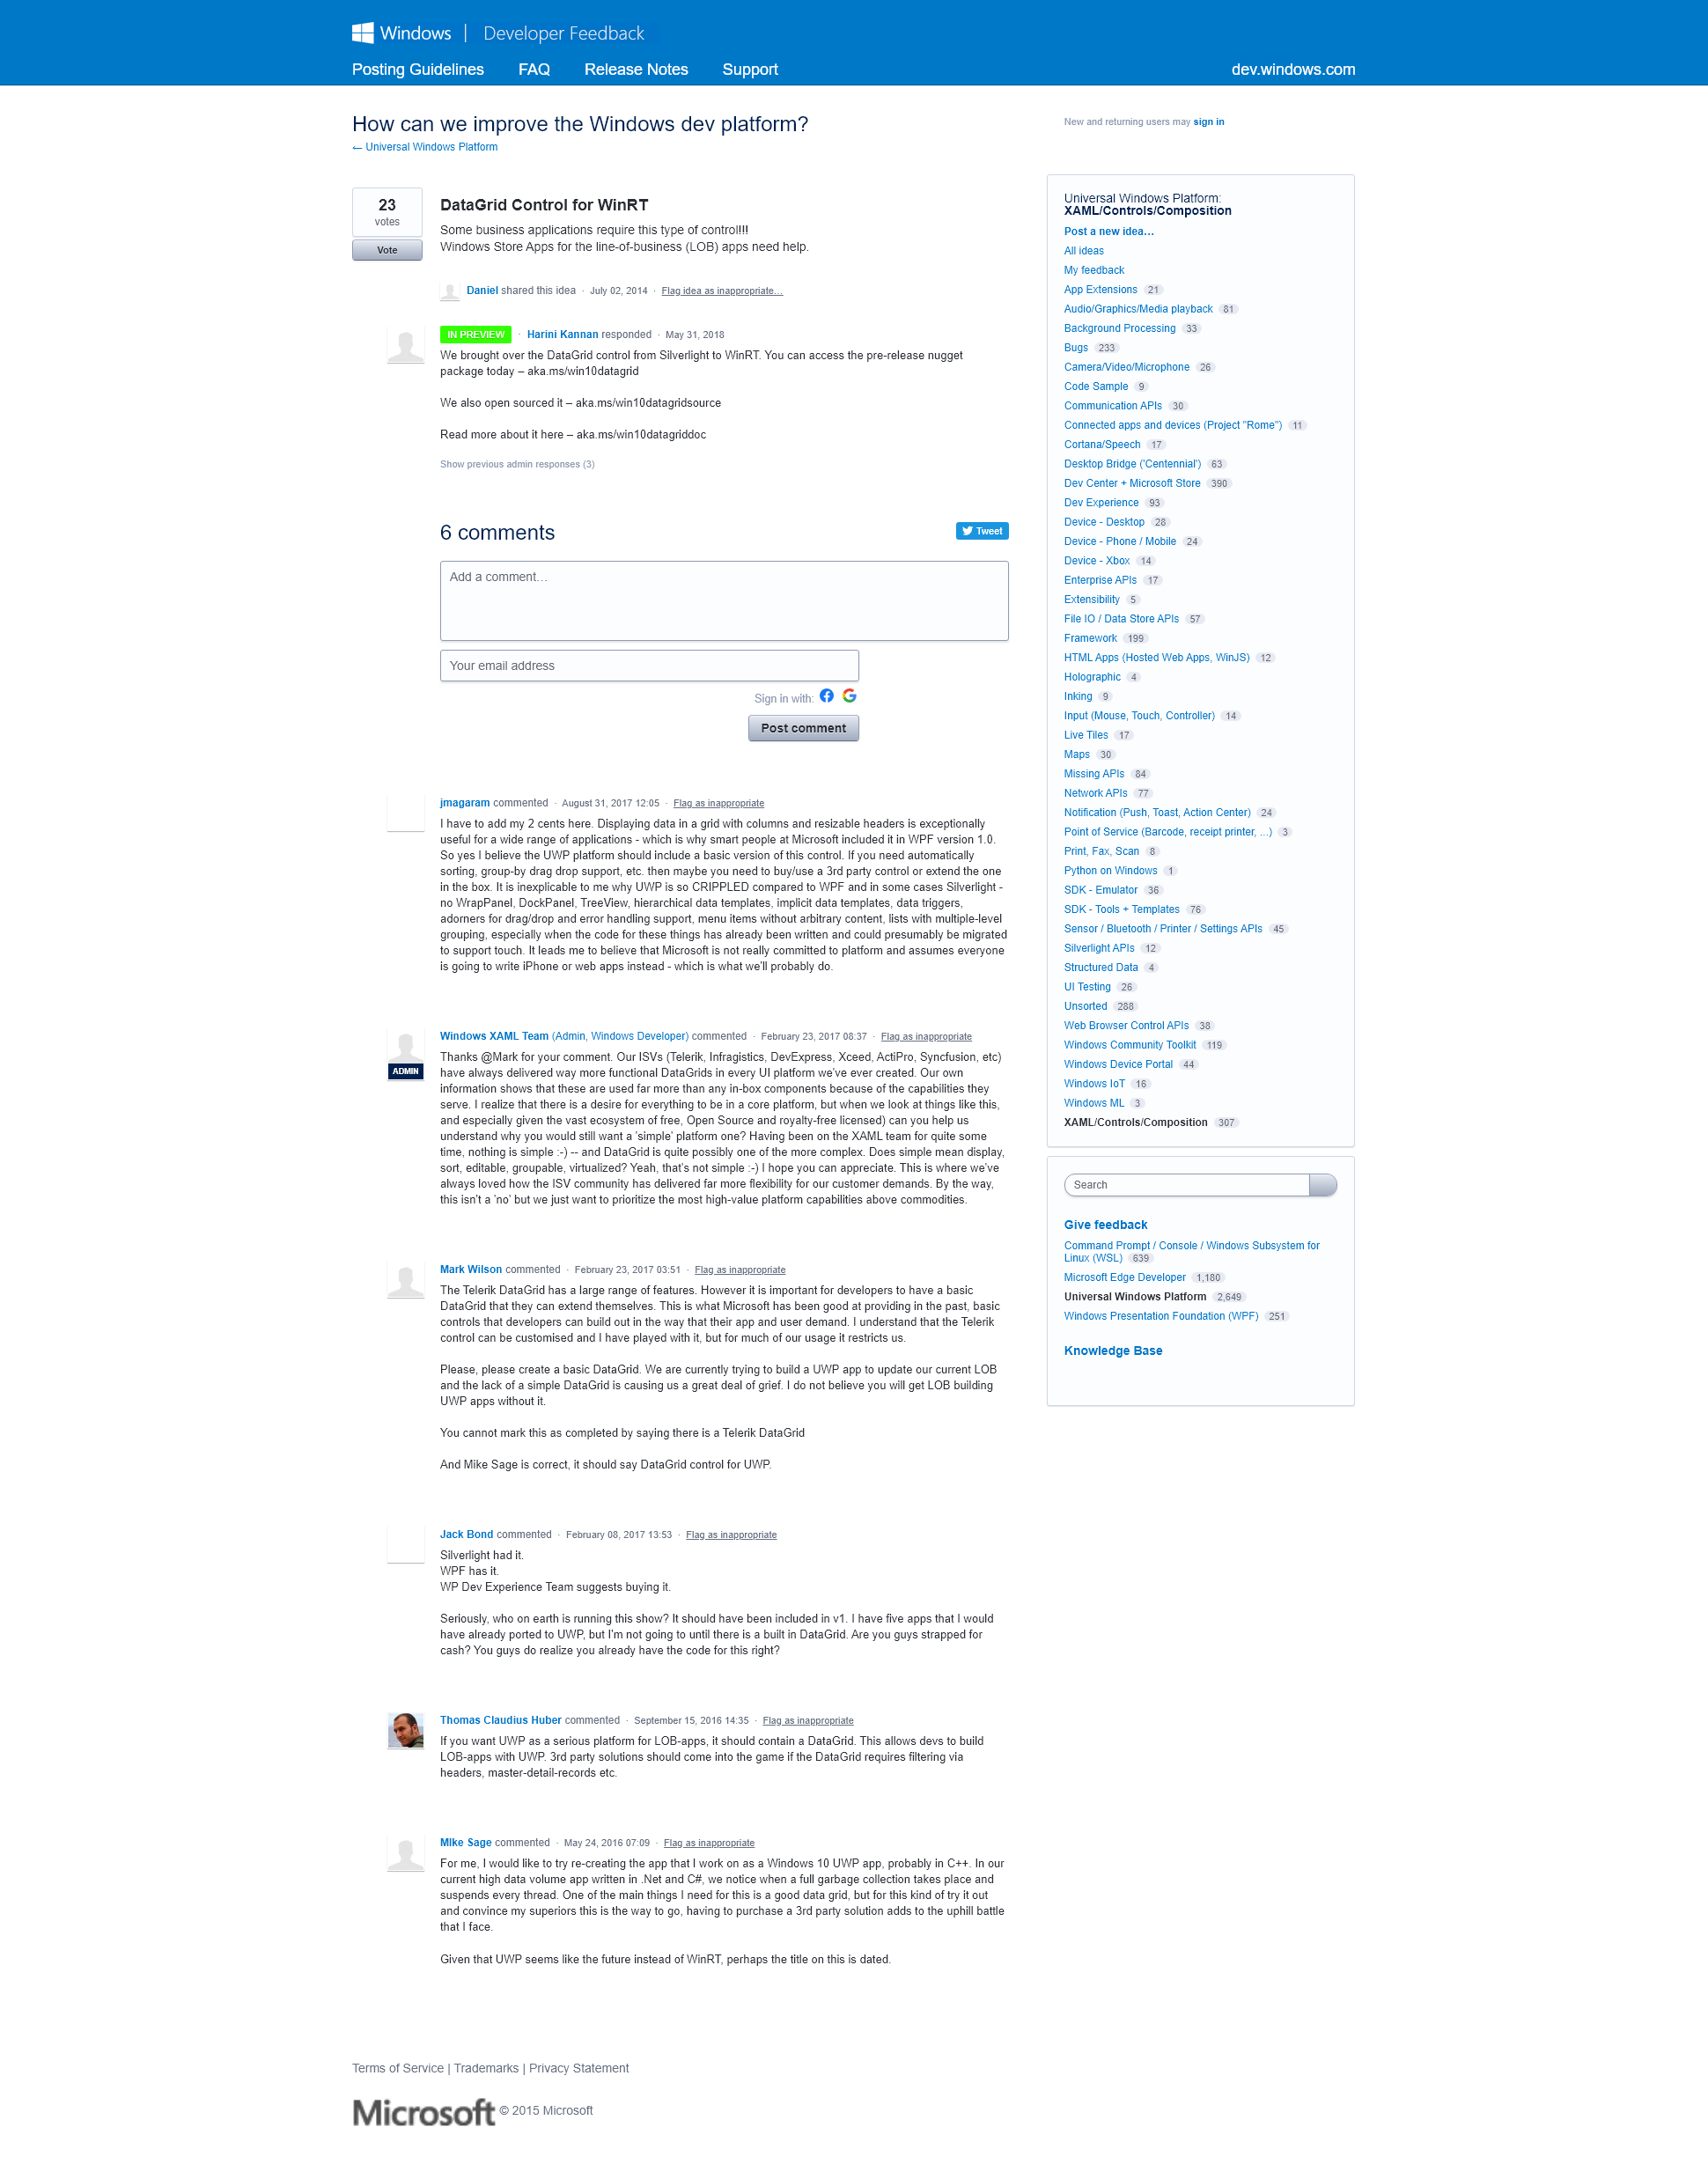 Windows | Developer Feedback
Posting Guidelines FAQ Release Notes Support dev.windows.com
How can we improve the Windows dev platform?
← Universal Windows Platform
New and returning users may sign in
23
votes
Vote
DataGrid Control for WinRT
Some business applications require this type of control!!!
Windows Store Apps for the line-of-business (LOB) apps need help.
Daniel shared this idea · July 02, 2014 · Flag idea as inappropriate…
IN PREVIEW · Harini Kannan responded · May 31, 2018
We brought over the DataGrid control from Silverlight to WinRT. You can access the pre-release nugget
package today – aka.ms/win10datagrid
We also open sourced it – aka.ms/win10datagridsource
Read more about it here – aka.ms/win10datagriddoc
Show previous admin responses (3)
6 comments
Tweet
Add a comment…
Your email address
Sign in with:
Post comment
jmagaram commented · August 31, 2017 12:05 · Flag as inappropriate
I have to add my 2 cents here. Displaying data in a grid with columns and resizable headers is exceptionally
useful for a wide range of applications - which is why smart people at Microsoft included it in WPF version 1.0.
So yes I believe the UWP platform should include a basic version of this control. If you need automatically
sorting, group-by drag drop support, etc. then maybe you need to buy/use a 3rd party control or extend the one
in the box. It is inexplicable to me why UWP is so CRIPPLED compared to WPF and in some cases Silverlight -
no WrapPanel, DockPanel, TreeView, hierarchical data templates, implicit data templates, data triggers,
adorners for drag/drop and error handling support, menu items without arbitrary content, lists with multiple-level
grouping, especially when the code for these things has already been written and could presumably be migrated
to support touch. It leads me to believe that Microsoft is not really committed to platform and assumes everyone
is going to write iPhone or web apps instead - which is what we'll probably do.
ADMIN
Windows XAML Team (Admin, Windows Developer) commented · February 23, 2017 08:37 · Flag as inappropriate
Thanks @Mark for your comment. Our ISVs (Telerik, Infragistics, DevExpress, Xceed, ActiPro, Syncfusion, etc)
have always delivered way more functional DataGrids in every UI platform we've ever created. Our own
information shows that these are used far more than any in-box components because of the capabilities they
serve. I realize that there is a desire for everything to be in a core platform, but when we look at things like this,
and especially given the vast ecosystem of free, Open Source and royalty-free licensed) can you help us
understand why you would still want a 'simple' platform one? Having been on the XAML team for quite some
time, nothing is simple :-) -- and DataGrid is quite possibly one of the more complex. Does simple mean display,
sort, editable, groupable, virtualized? Yeah, that's not simple :-) I hope you can appreciate. This is where we've
always loved how the ISV community has delivered far more flexibility for our customer demands. By the way,
this isn't a 'no' but we just want to prioritize the most high-value platform capabilities above commodities.
Mark Wilson commented · February 23, 2017 03:51 · Flag as inappropriate
The Telerik DataGrid has a large range of features. However it is important for developers to have a basic
DataGrid that they can extend themselves. This is what Microsoft has been good at providing in the past, basic
controls that developers can build out in the way that their app and user demand. I understand that the Telerik
control can be customised and I have played with it, but for much of our usage it restricts us.
Please, please create a basic DataGrid. We are currently trying to build a UWP app to update our current LOB
and the lack of a simple DataGrid is causing us a great deal of grief. I do not believe you will get LOB building
UWP apps without it.
You cannot mark this as completed by saying there is a Telerik DataGrid
And Mike Sage is correct, it should say DataGrid control for UWP.
Jack Bond commented · February 08, 2017 13:53 · Flag as inappropriate
Silverlight had it.
WPF has it.
WP Dev Experience Team suggests buying it.
Seriously, who on earth is running this show? It should have been included in v1. I have five apps that I would
have already ported to UWP, but I'm not going to until there is a built in DataGrid. Are you guys strapped for
cash? You guys do realize you already have the code for this right?
Thomas Claudius Huber commented · September 15, 2016 14:35 · Flag as inappropriate
If you want UWP as a serious platform for LOB-apps, it should contain a DataGrid. This allows devs to build
LOB-apps with UWP. 3rd party solutions should come into the game if the DataGrid requires filtering via
headers, master-detail-records etc.
MIke Sage commented · May 24, 2016 07:09 · Flag as inappropriate
For me, I would like to try re-creating the app that I work on as a Windows 10 UWP app, probably in C++. In our
current high data volume app written in .Net and C#, we notice when a full garbage collection takes place and
suspends every thread. One of the main things I need for this is a good data grid, but for this kind of try it out
and convince my superiors this is the way to go, having to purchase a 3rd party solution adds to the uphill battle
that I face.
Given that UWP seems like the future instead of WinRT, perhaps the title on this is dated.
Universal Windows Platform:
XAML/Controls/Composition
Post a new idea…
All ideas
My feedback
App Extensions 21
Audio/Graphics/Media playback 81
Background Processing 33
Bugs 233
Camera/Video/Microphone 26
Code Sample 9
Communication APIs 30
Connected apps and devices (Project "Rome") 11
Cortana/Speech 17
Desktop Bridge ('Centennial') 63
Dev Center + Microsoft Store 390
Dev Experience 93
Device - Desktop 28
Device - Phone / Mobile 24
Device - Xbox 14
Enterprise APIs 17
Extensibility 5
File IO / Data Store APIs 57
Framework 199
HTML Apps (Hosted Web Apps, WinJS) 12
Holographic 4
Inking 9
Input (Mouse, Touch, Controller) 14
Live Tiles 17
Maps 30
Missing APIs 84
Network APIs 77
Notification (Push, Toast, Action Center) 24
Point of Service (Barcode, receipt printer, ...) 3
Print, Fax, Scan 8
Python on Windows 1
SDK - Emulator 36
SDK - Tools + Templates 76
Sensor / Bluetooth / Printer / Settings APIs 45
Silverlight APIs 12
Structured Data 4
UI Testing 26
Unsorted 288
Web Browser Control APIs 38
Windows Community Toolkit 119
Windows Device Portal 44
Windows IoT 16
Windows ML 3
XAML/Controls/Composition 307
Search
Give feedback
Command Prompt / Console / Windows Subsystem for
Linux (WSL) 639
Microsoft Edge Developer 1,180
Universal Windows Platform 2,649
Windows Presentation Foundation (WPF) 251
Knowledge Base
Terms of Service | Trademarks | Privacy Statement
Microsoft © 2015 Microsoft